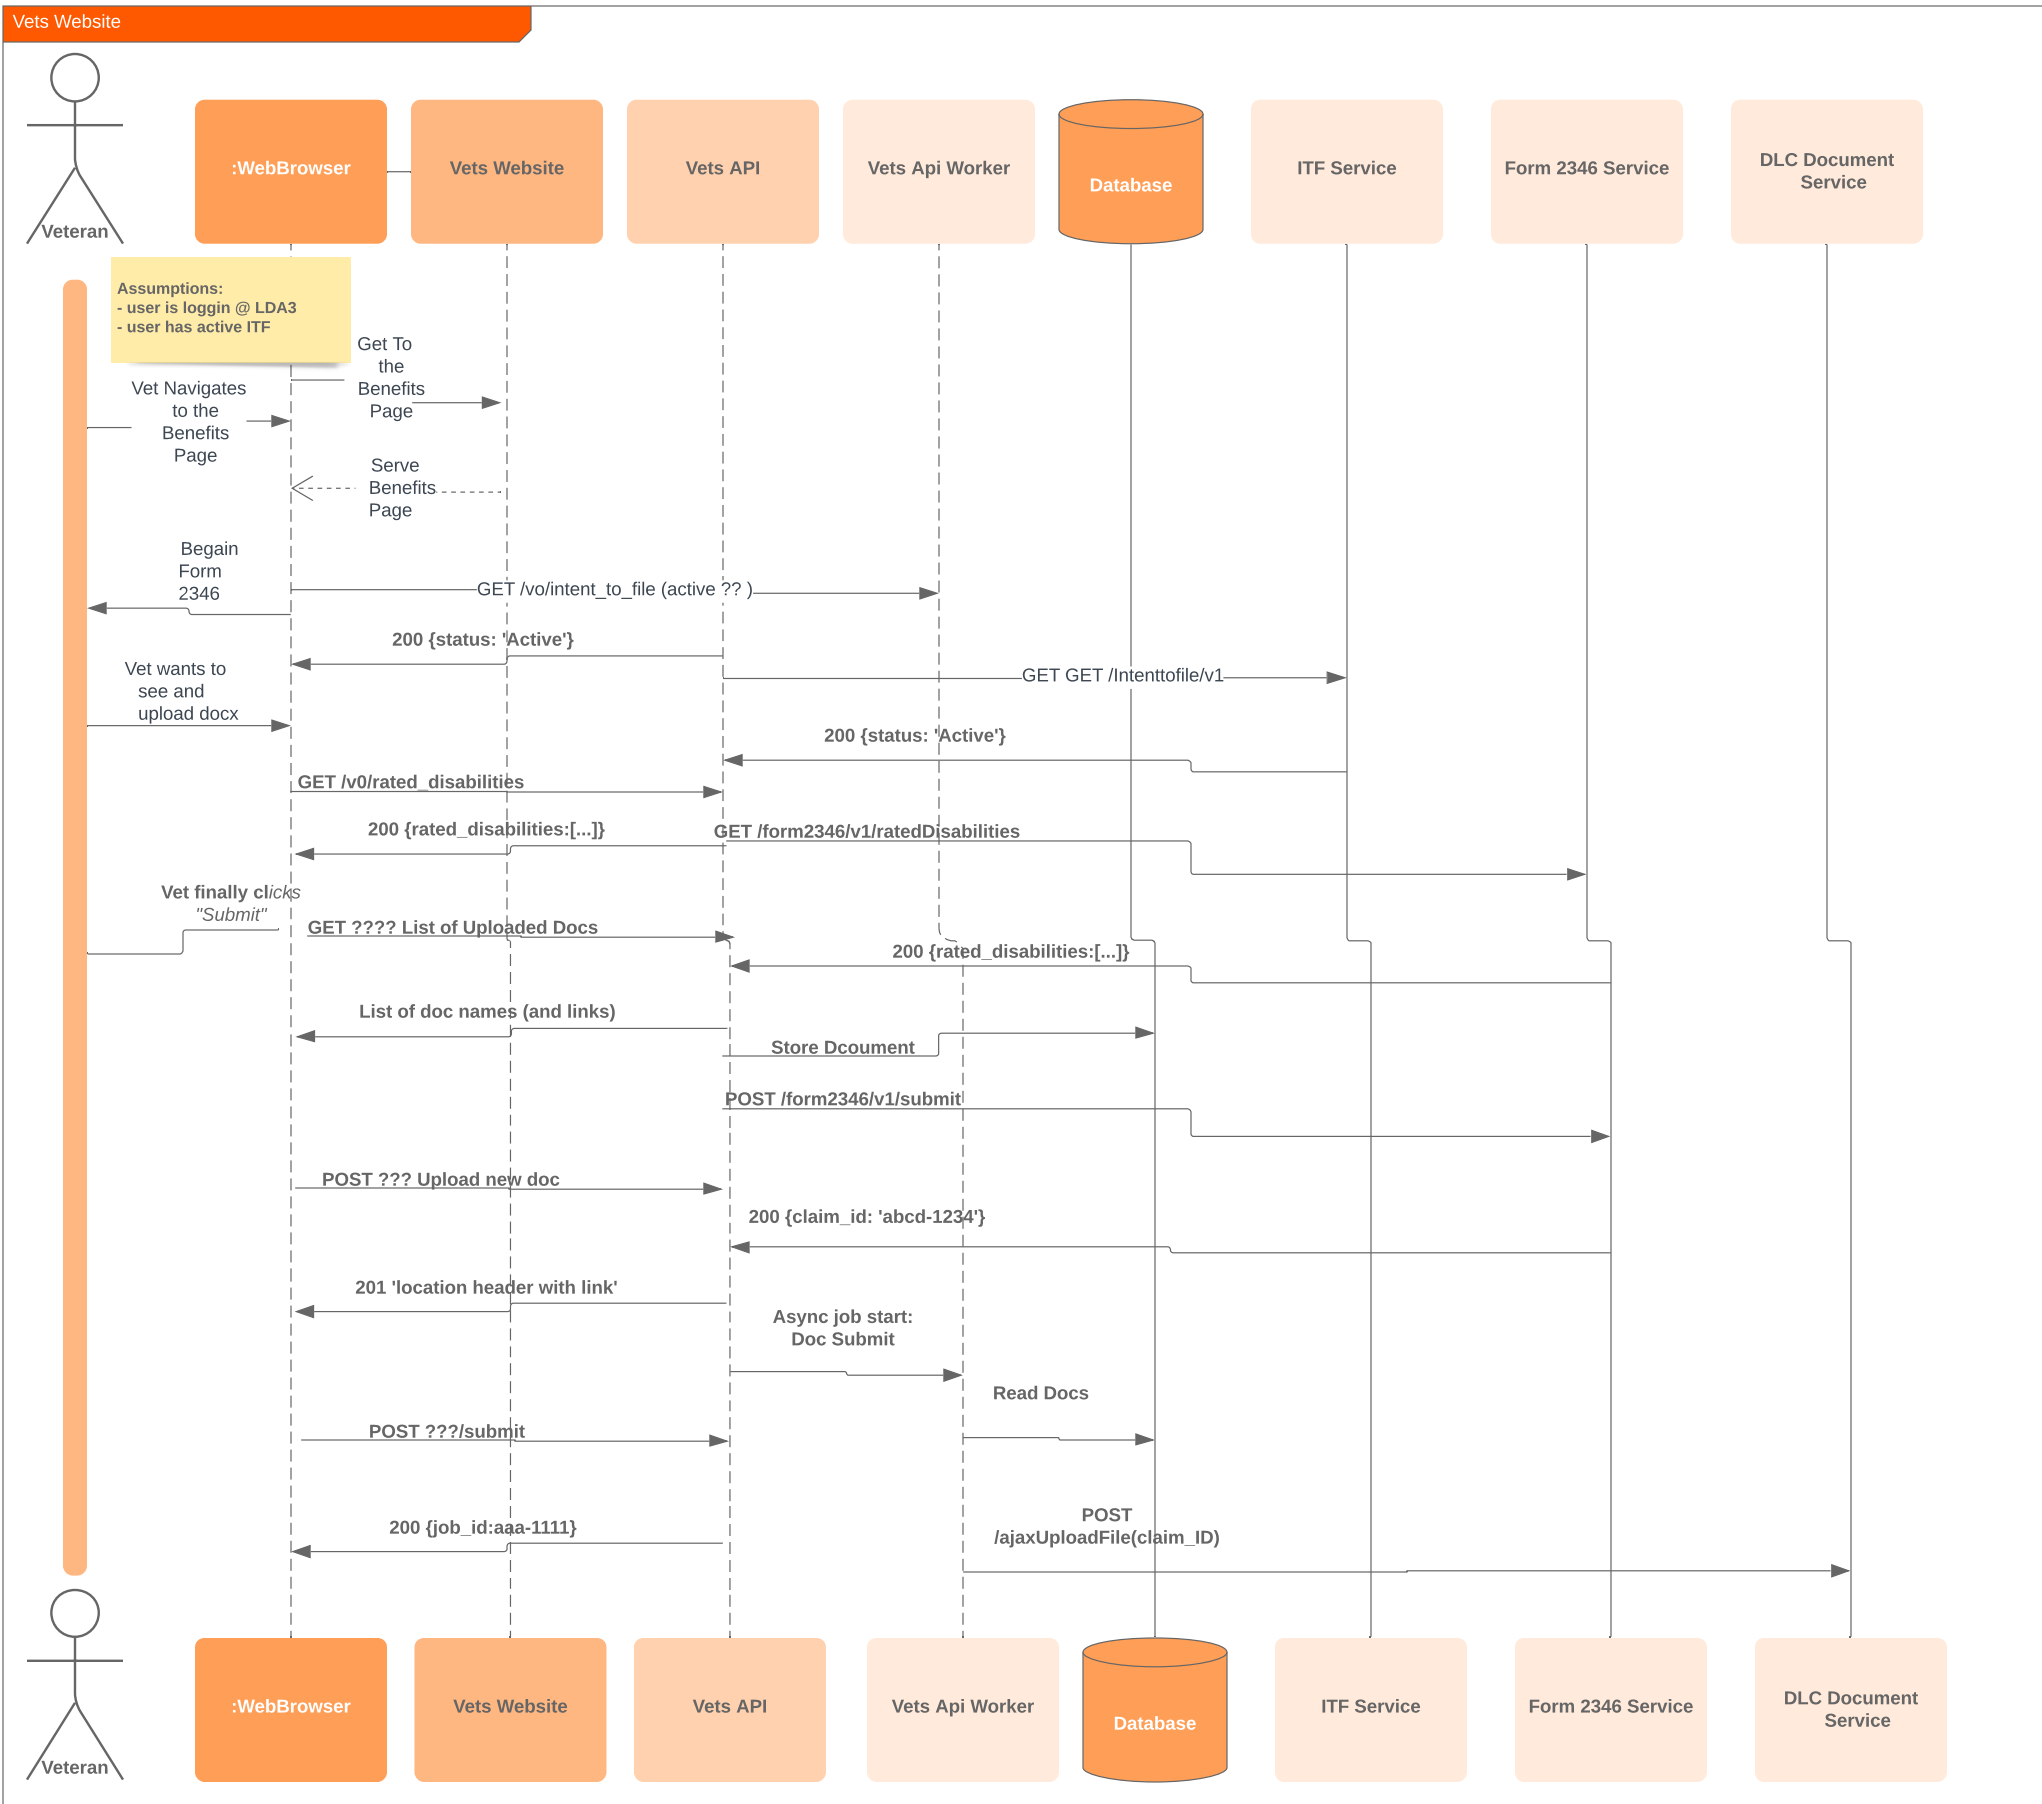 Vets Website
Veteran
:WebBrowser
Vets Website
Vets API
Vets Api Worker
Database
ITF Service
Form 2346 Service
DLC Document
Service
Assumptions:
- user is loggin @ LDA3
- user has active ITF
Get To
the
Benefits
Page
Vet Navigates
to the
Benefits
Page
Serve
Benefits
Page
Begain
Form
2346
GET /vo/intent_to_file (active ?? )
200 {status: 'Active'}
Vet wants to
see and
upload docx
GET GET /Intenttofile/v1
200 {status: 'Active'}
GET /v0/rated_disabilities
200 {rated_disabilities:[...]}
GET /form2346/v1/ratedDisabilities
Vet finally clicks
"Submit"
GET ???? List of Uploaded Docs
200 {rated_disabilities:[...]}
List of doc names (and links)
Store Dcoument
POST /form2346/v1/submit
POST ??? Upload new doc
200 {claim_id: 'abcd-1234'}
201 'location header with link'
Async job start:
Doc Submit
Read Docs
POST ???/submit
POST
/ajaxUploadFile(claim_ID)
200 {job_id:aaa-1111}
Veteran
:WebBrowser
Vets Website
Vets API
Vets Api Worker
Database
ITF Service
Form 2346 Service
DLC Document
Service